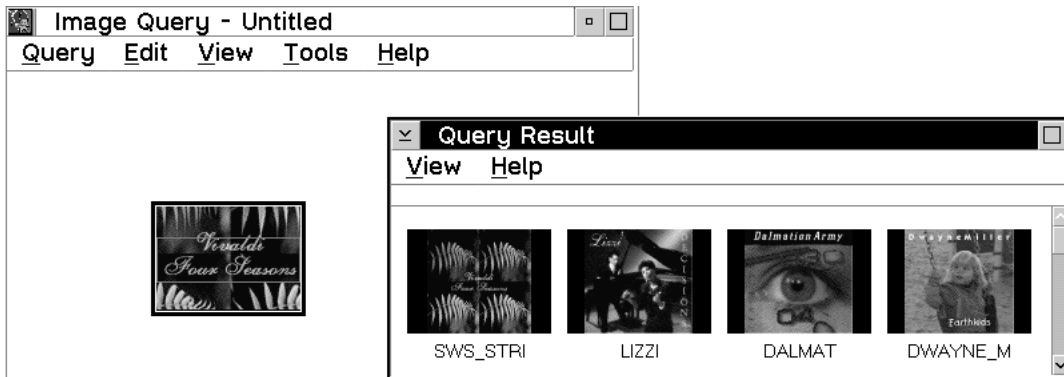 Image Query - Untitled
Query Edit View Tools Help
Vivaldi
Four Seasons
Query Result
View Help
Vivaldi
Four Seasons
SWS_STRI
Lizzi
LIZZI
Dalmation Army
DALMAT
DwayneMiller
Earthkids
DWAYNE_M